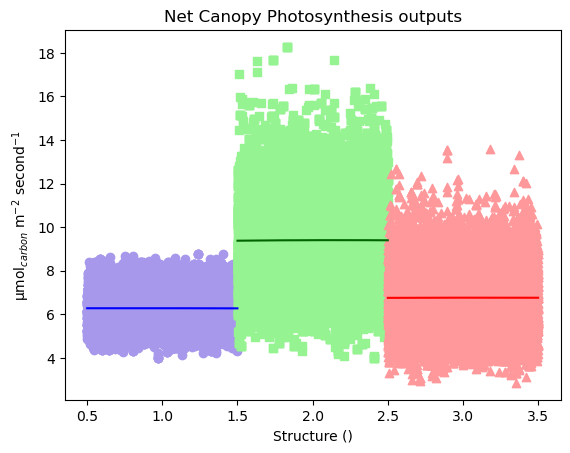 Net Canopy Photosynthesis outputs
μmol$_{carbon}$ m⁻² second⁻¹
18
16
14
12
10
8
6
4
0.5 1.0 1.5 2.0 2.5 3.0 3.5
Structure ()